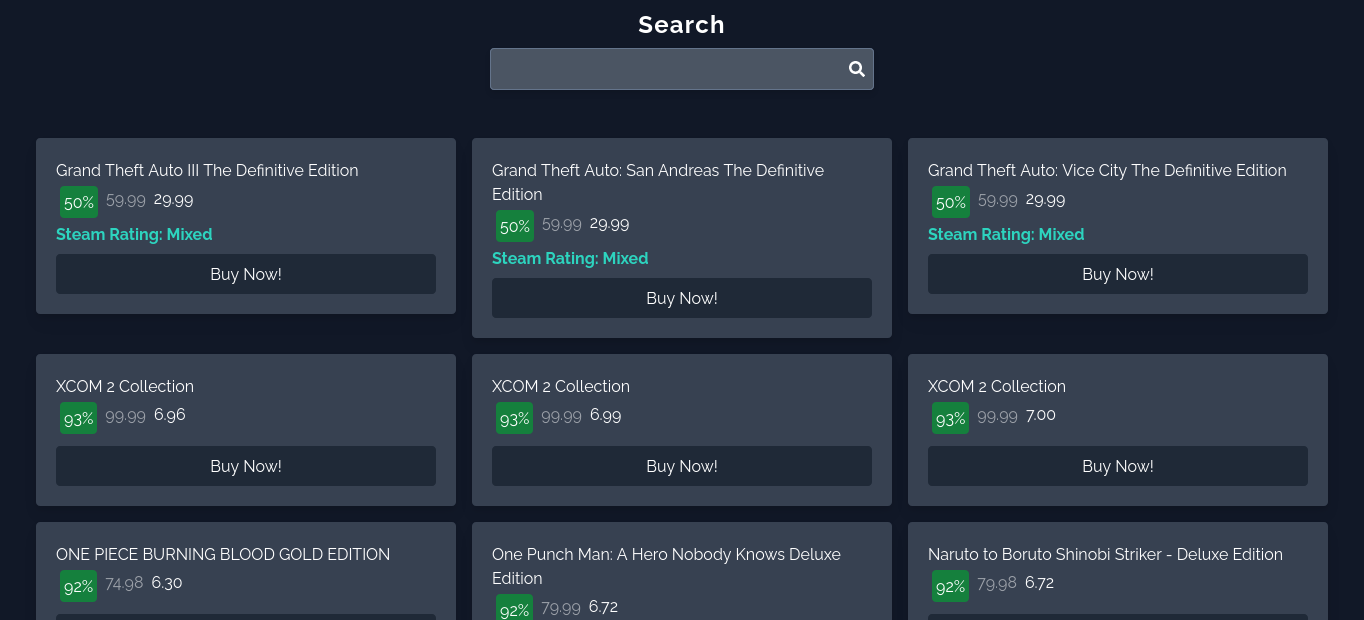 Search
Grand Theft Auto III The Definitive Edition
50% 59.99 29.99
Steam Rating: Mixed
Buy Now!
Grand Theft Auto: San Andreas The Definitive
Edition
50% 59.99 29.99
Steam Rating: Mixed
Buy Now!
Grand Theft Auto: Vice City The Definitive Edition
50% 59.99 29.99
Steam Rating: Mixed
Buy Now!
XCOM 2 Collection
93% 99.99 6.96
Buy Now!
XCOM 2 Collection
93% 99.99 6.99
Buy Now!
XCOM 2 Collection
93% 99.99 7.00
Buy Now!
ONE PIECE BURNING BLOOD GOLD EDITION
92% 74.98 6.30
One Punch Man: A Hero Nobody Knows Deluxe
Edition
92% 79.99 6.72
Naruto to Boruto Shinobi Striker - Deluxe Edition
92% 79.98 6.72